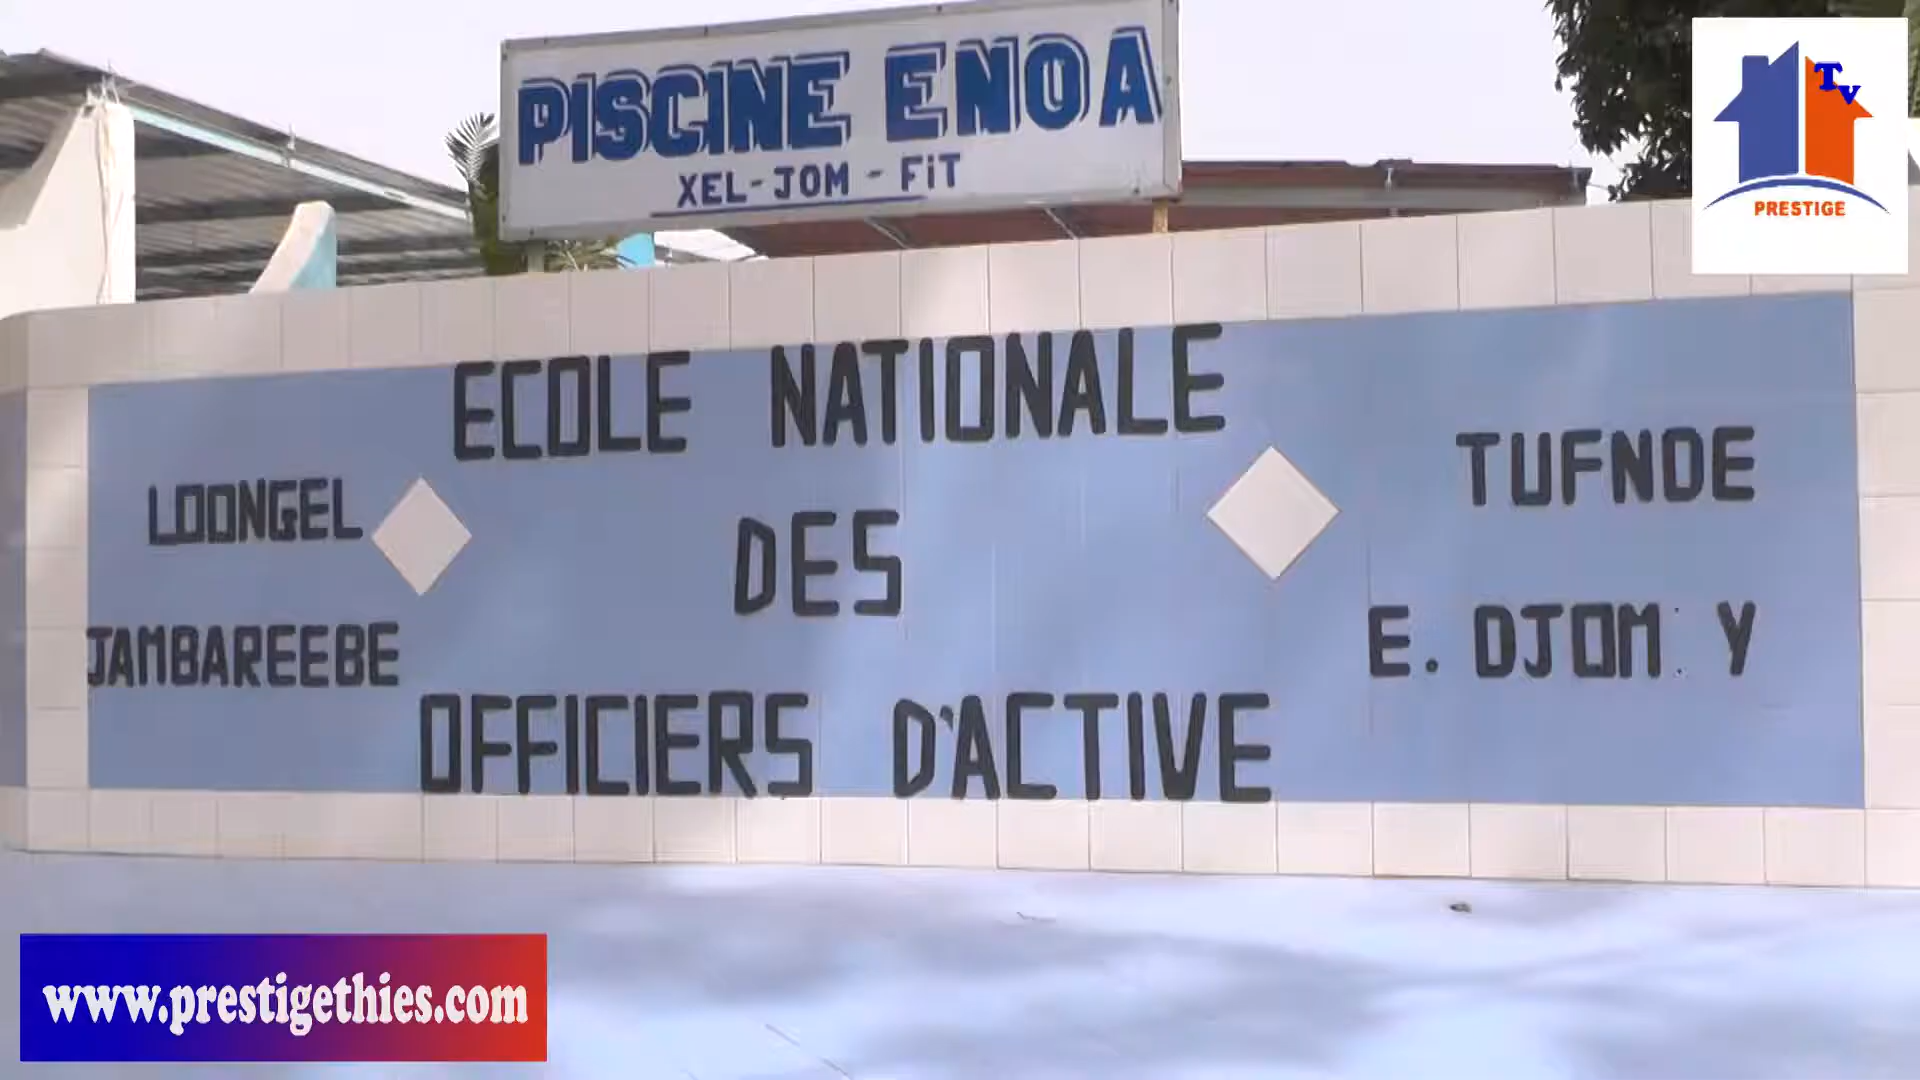 PISCINE ENOA
XEL-JOM-FiT
ECOLE NATIONALE
DES
OFFICIERS D'ACTIVE
LOONGEL
JAMBAREEBE
TUFNDE
E. DJOM: Y
Tv
PRESTIGE
www.prestigethies.com